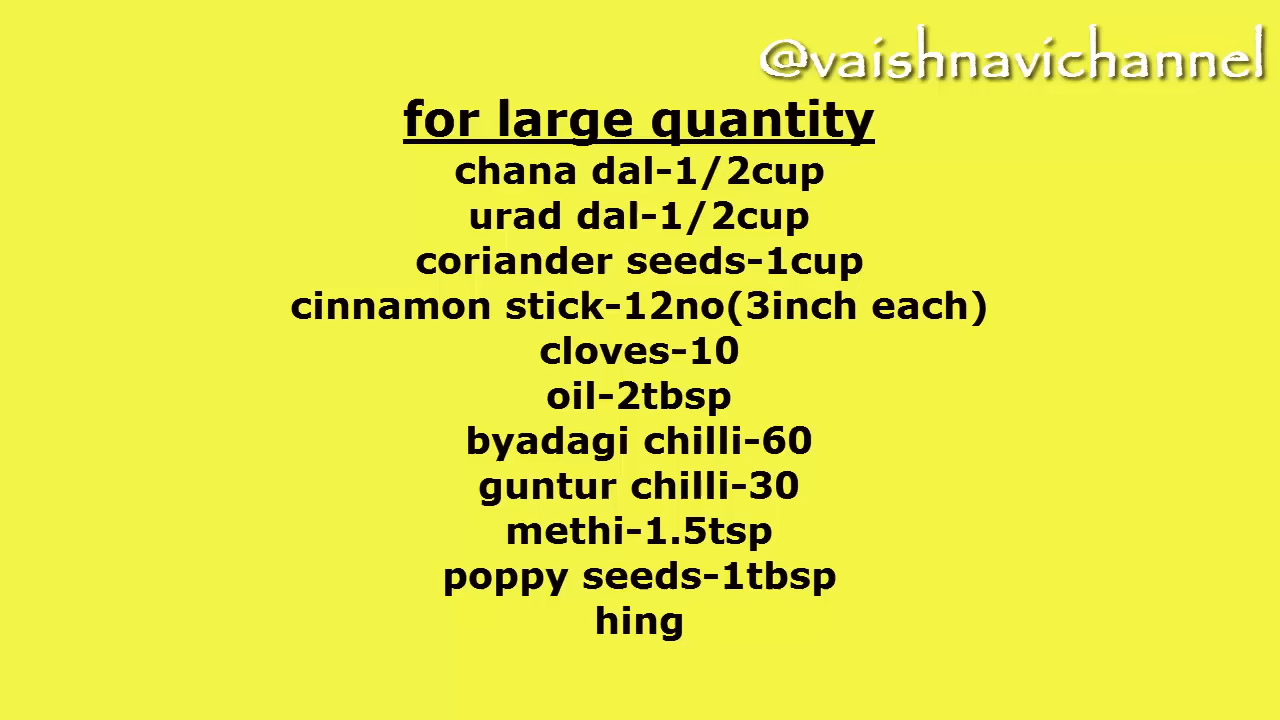 @vaishnavichannel
for large quantity
chana dal-1/2cup
urad dal-1/2cup
coriander seeds-1cup
cinnamon stick-12no(3inch each)
cloves-10
oil-2tbsp
byadagi chilli-60
guntur chilli-30
methi-1.5tsp
poppy seeds-1tbsp
hing